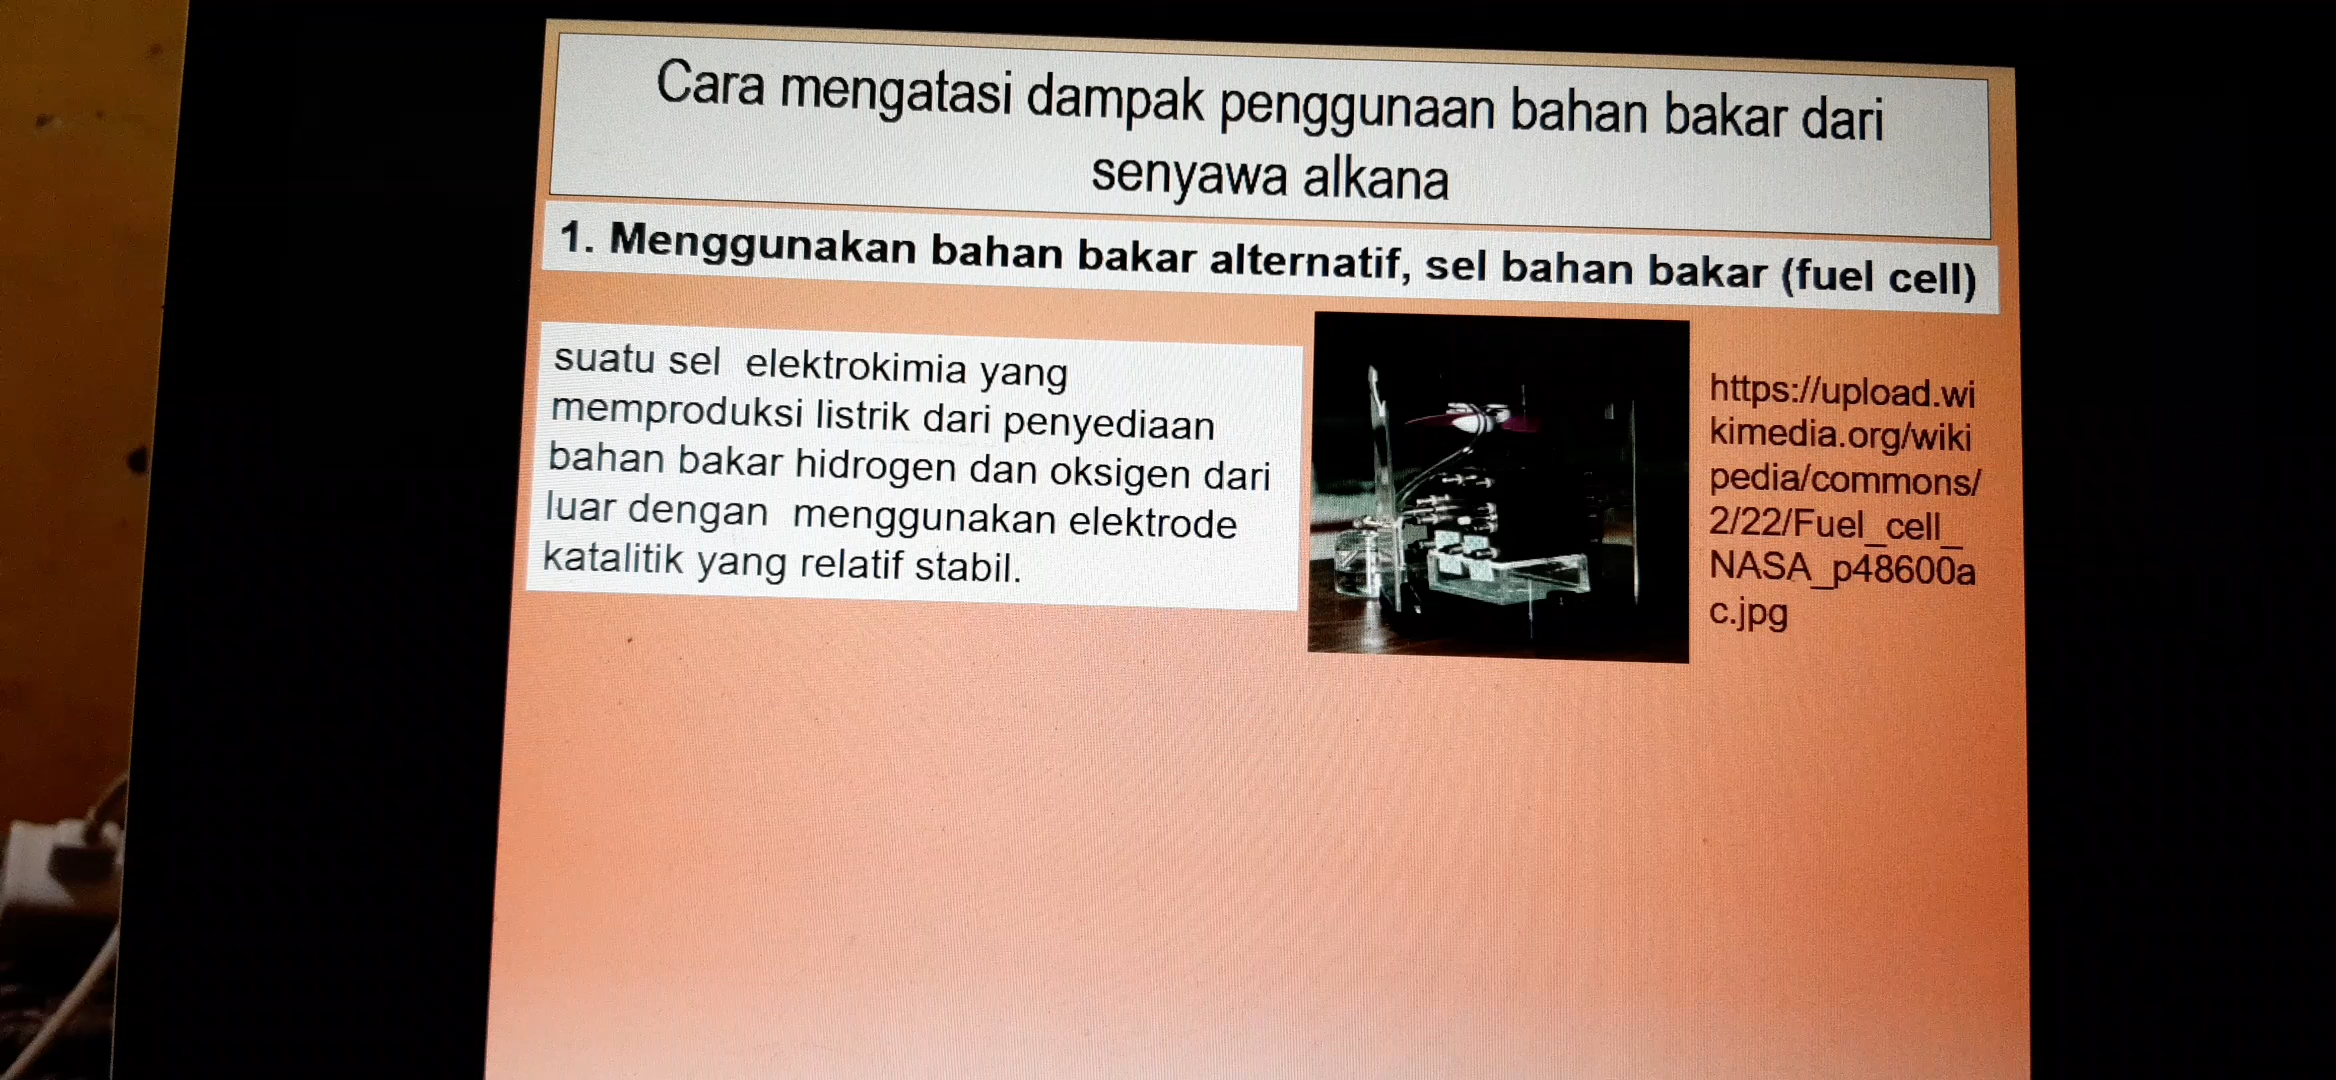 Cara mengatasi dampak penggunaan bahan bakar dari
senyawa alkana
1. Menggunakan bahan bakar alternatif, sel bahan bakar (fuel cell)
suatu sel elektrokimia yang
memproduksi listrik dari penyediaan
bahan bakar hidrogen dan oksigen dari
luar dengan menggunakan elektrode
katalitik yang relatif stabil.
https://upload.wi
kimedia.org/wiki
pedia/commons/
2/22/Fuel_cell_
NASA_p48600a
c.jpg